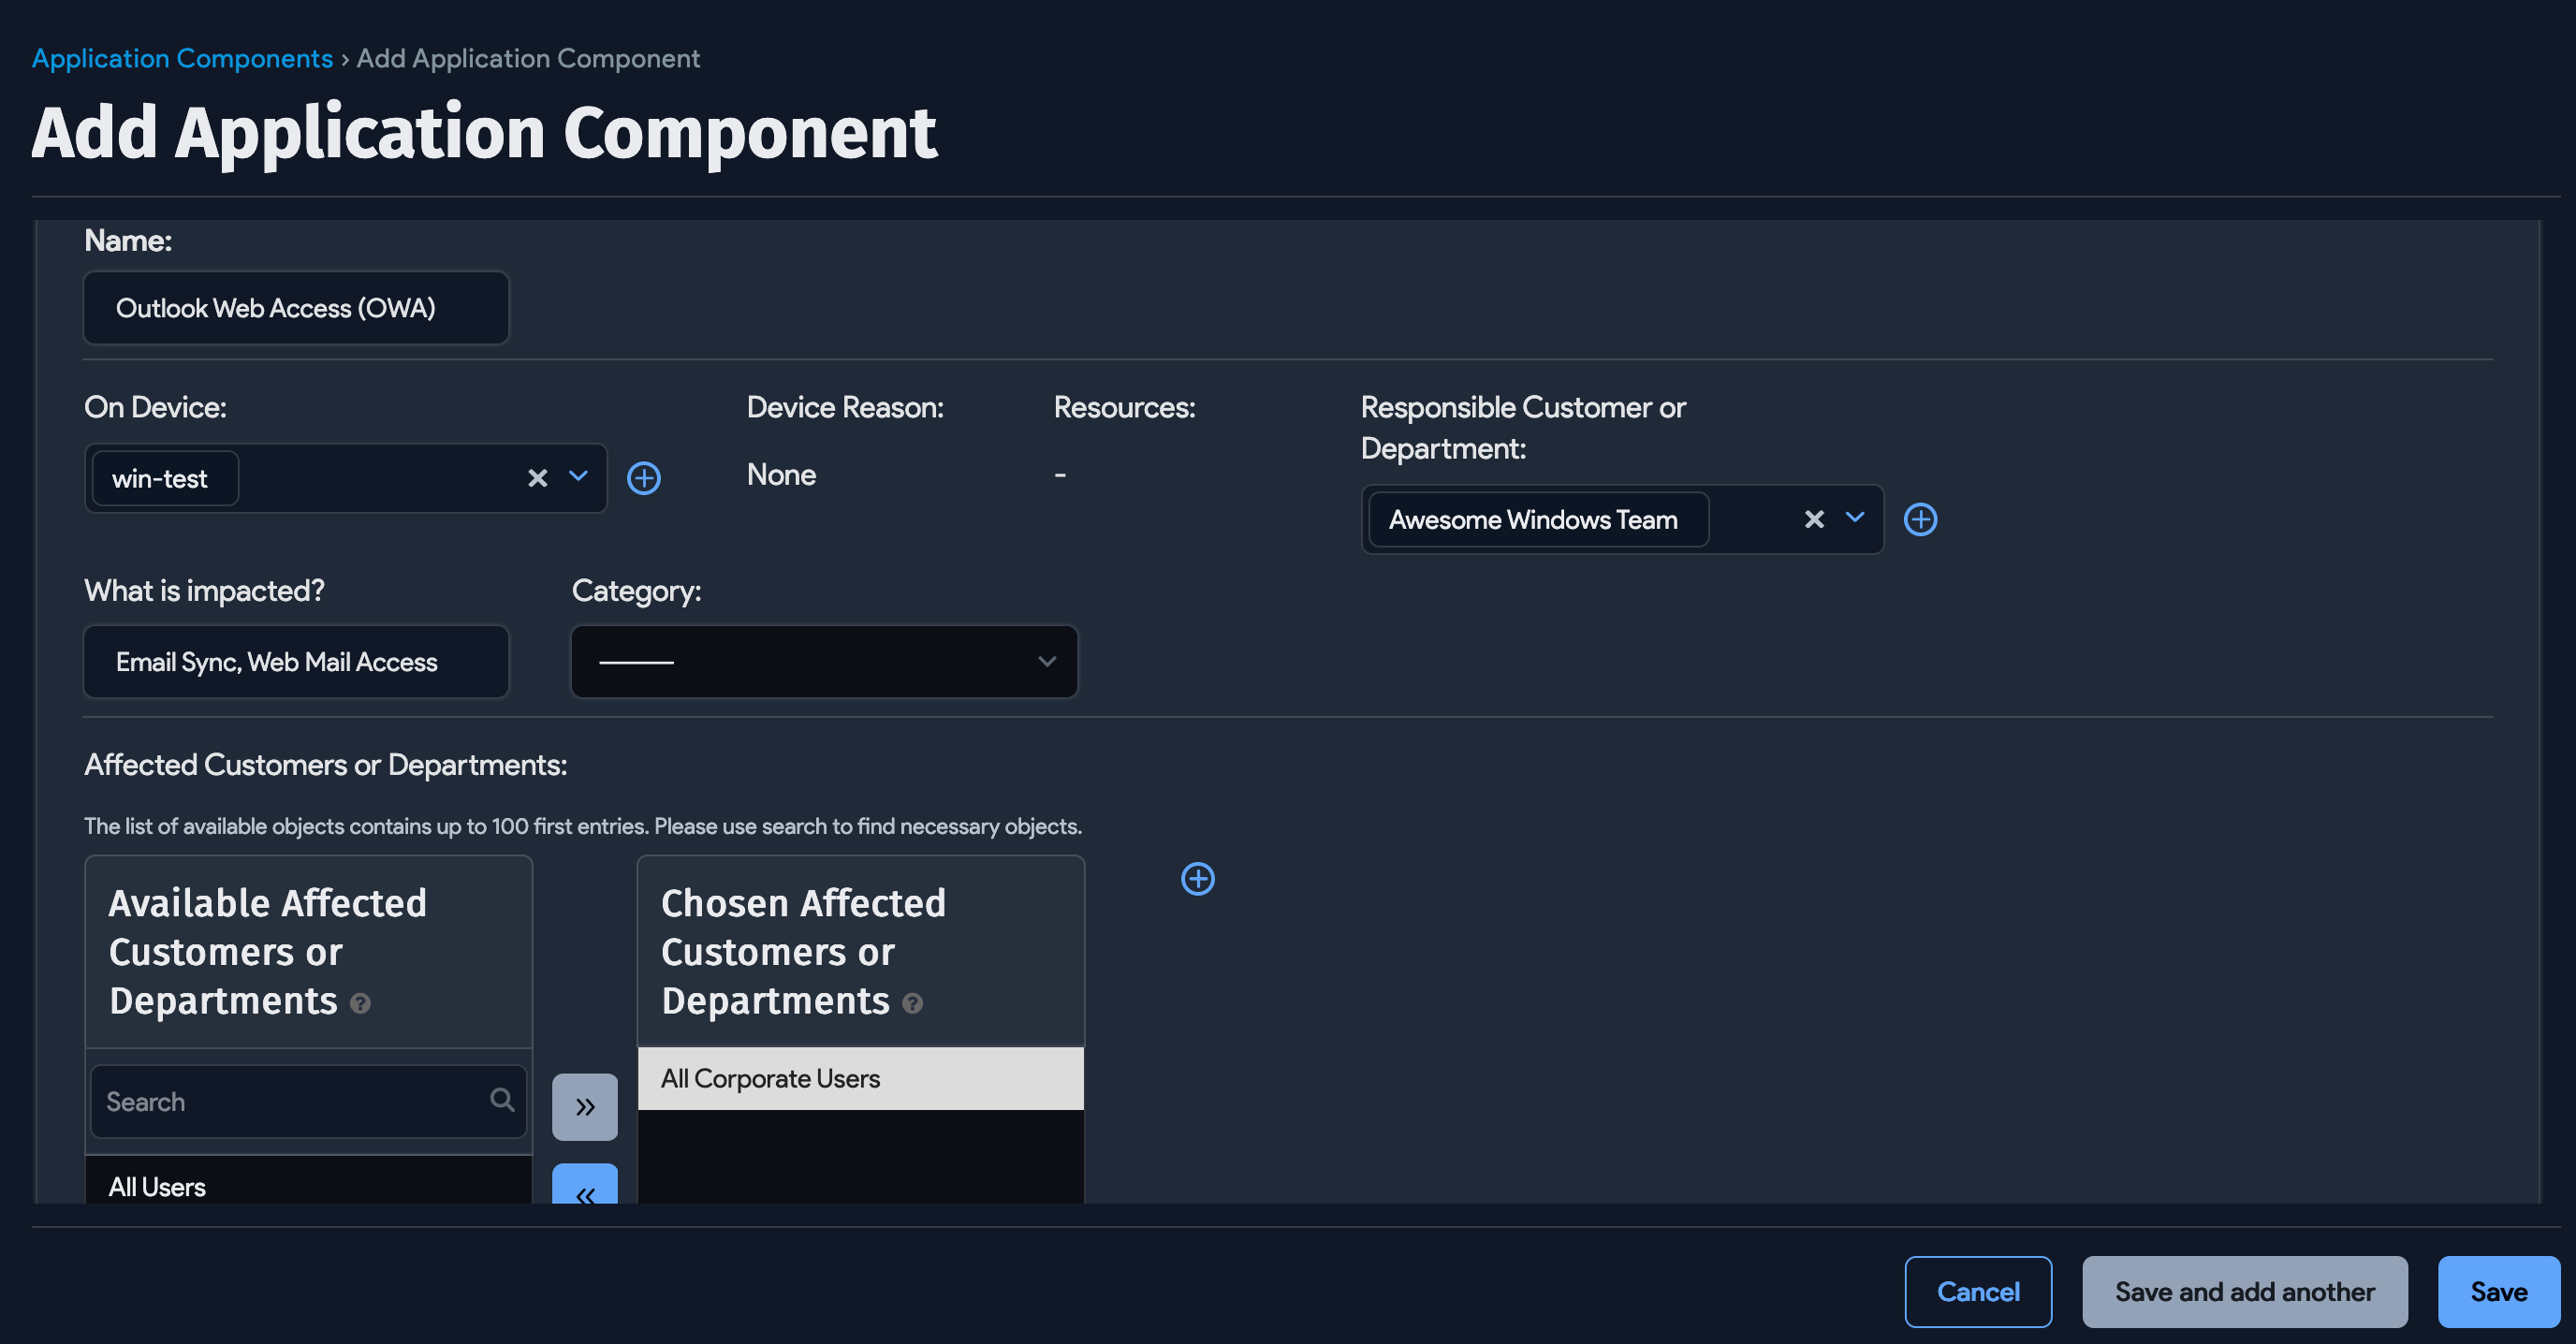 Application Components › Add Application Component
Add Application Component
Name:
Outlook Web Access (OWA)
On Device:
win-test
Device Reason:
None
Resources:
-
Responsible Customer or
Department:
Awesome Windows Team
What is impacted?
Email Sync, Web Mail Access
Category:
Affected Customers or Departments:
The list of available objects contains up to 100 first entries. Please use search to find necessary objects.
Available Affected
Customers or
Departments ?
Search
All Users
»
«
Chosen Affected
Customers or
Departments ?
All Corporate Users
Cancel
Save and add another
Save